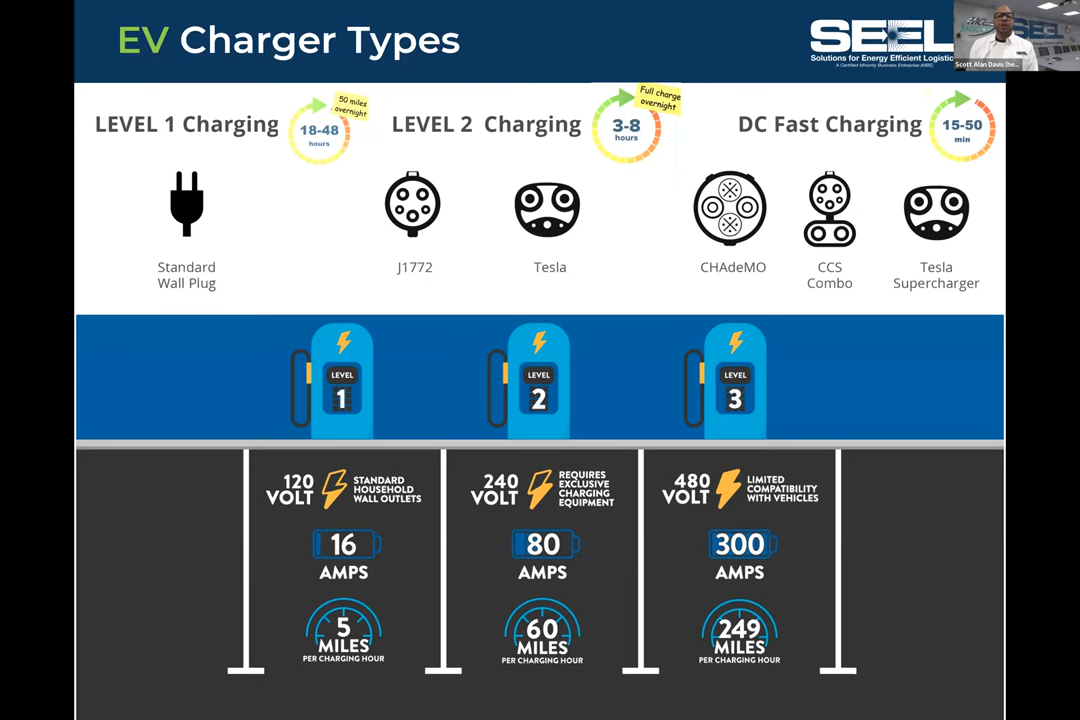 EV Charger Types
SEEL
Solutions for Energy Efficient Logistic
A Certified Minority Business Enterprise (MBE)
SEEL
Scott Alan Davis (he...
LEVEL 1 Charging
18-48
hours
50 miles
overnight
LEVEL 2 Charging
3-8
hours
Full charge
overnight
DC Fast Charging
15-50
min
Standard
Wall Plug
J1772
Tesla
CHAdeMO
CCS
Combo
Tesla
Supercharger
LEVEL
1
LEVEL
2
LEVEL
3
120
VOLT
STANDARD
HOUSEHOLD
WALL OUTLETS
240
VOLT
REQUIRES
EXCLUSIVE
CHARGING
EQUIPMENT
480
VOLT
LIMITED
COMPATIBILITY
WITH VEHICLES
16
AMPS
80
AMPS
300
AMPS
5
MILES
PER CHARGING HOUR
60
MILES
PER CHARGING HOUR
249
MILES
PER CHARGING HOUR